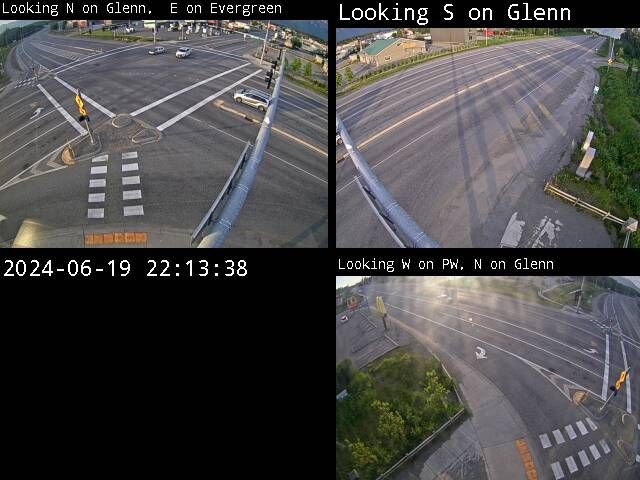 Looking N on Glenn,  E on Evergreen
Looking S on Glenn
2024-06-19 22:13:38
Looking W on PW, N on Glenn